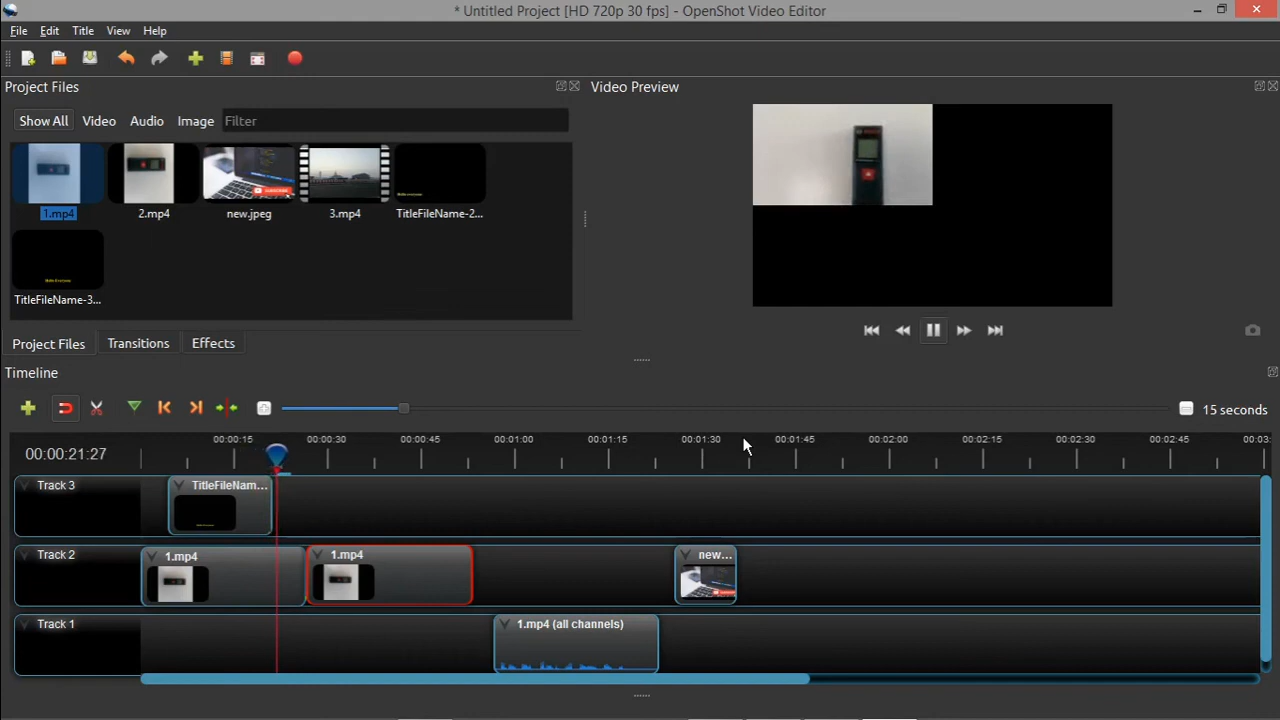 * Untitled Project [HD 720p 30 fps] - OpenShot Video Editor
File Edit Title View Help
Project Files
Video Preview
Show All Video Audio Image Filter
1.mp4 2.mp4 new.jpeg 3.mp4 TitleFileName-2...
TitleFileName-3...
Project Files Transitions Effects
Timeline
15 seconds
00:00:21:27
00:00:15 00:00:30 00:00:45 00:01:00 00:01:15 00:01:30 00:01:45 00:02:00 00:02:15 00:02:30 00:02:45 00:03:
Track 3 TitleFileNam...
Track 2 1.mp4 1.mp4 new...
Track 1 1.mp4 (all channels)